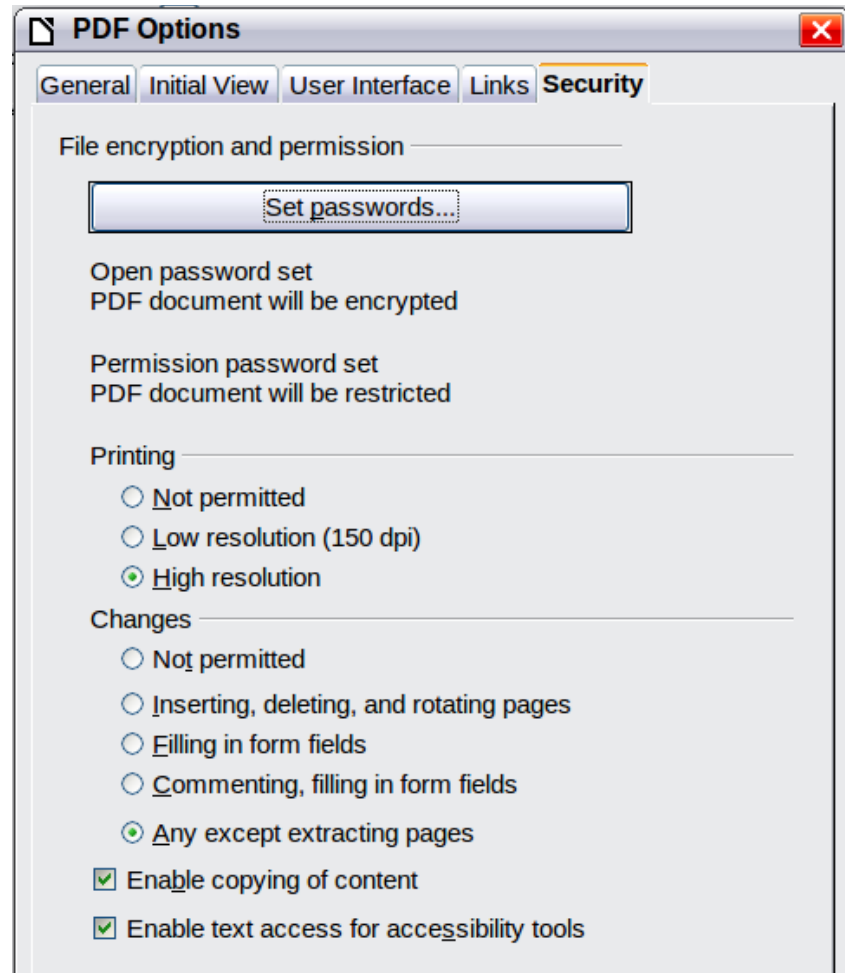 PDF Options
General Initial View User Interface Links Security
File encryption and permission
Set passwords...
Open password set
PDF document will be encrypted
Permission password set
PDF document will be restricted
Printing
Not permitted
Low resolution (150 dpi)
High resolution
Changes
Not permitted
Inserting, deleting, and rotating pages
Filling in form fields
Commenting, filling in form fields
Any except extracting pages
Enable copying of content
Enable text access for accessibility tools